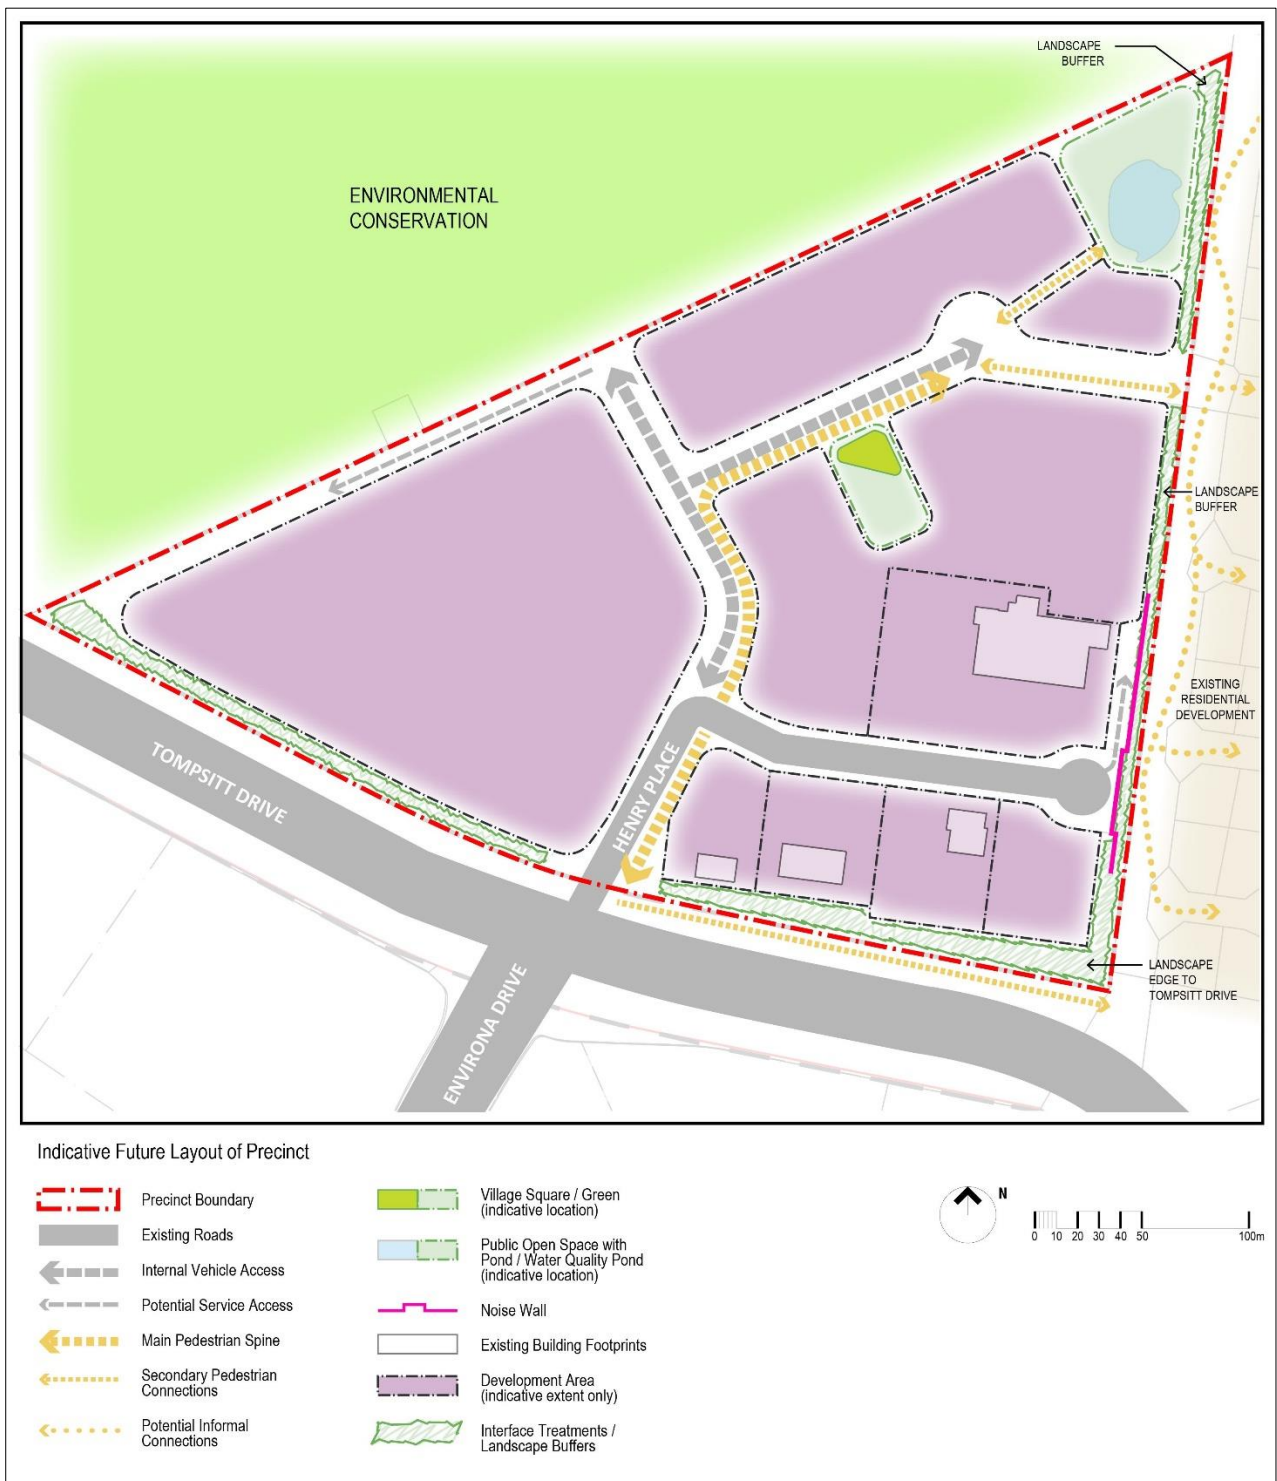 LANDSCAPE
BUFFER
ENVIRONMENTAL
CONSERVATION
LANDSCAPE
BUFFER
EXISTING
RESIDENTIAL
DEVELOPMENT
TOMPSITT DRIVE
HENRY PLACE
ENVIRONA DRIVE
LANDSCAPE
EDGE TO
TOMPSITT DRIVE
Indicative Future Layout of Precinct
Precinct Boundary
Existing Roads
Internal Vehicle Access
Potential Service Access
Main Pedestrian Spine
Secondary Pedestrian
Connections
Potential Informal
Connections
Village Square / Green
(indicative location)
Public Open Space with
Pond / Water Quality Pond
(indicative location)
Noise Wall
Existing Building Footprints
Development Area
(indicative extent only)
Interface Treatments /
Landscape Buffers
N
0 10 20 30 40 50 100m